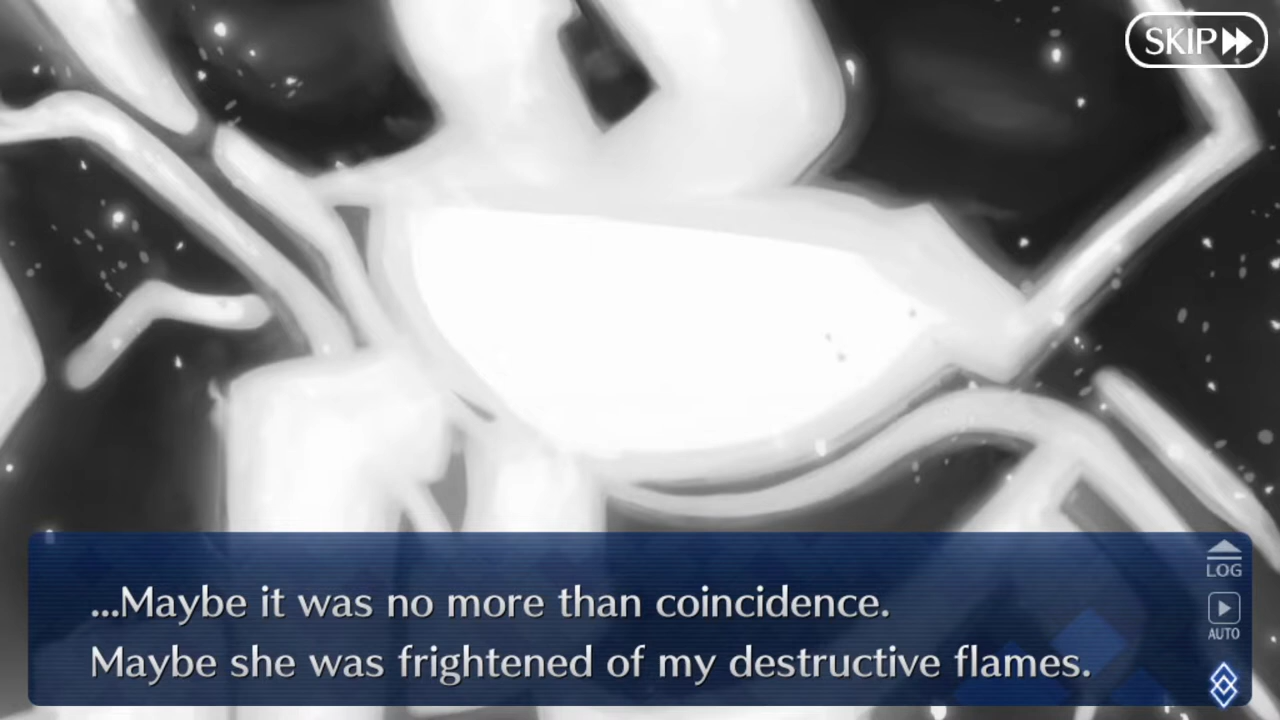 SKIP
...Maybe it was no more than coincidence.
Maybe she was frightened of my destructive flames.
LOG
AUTO